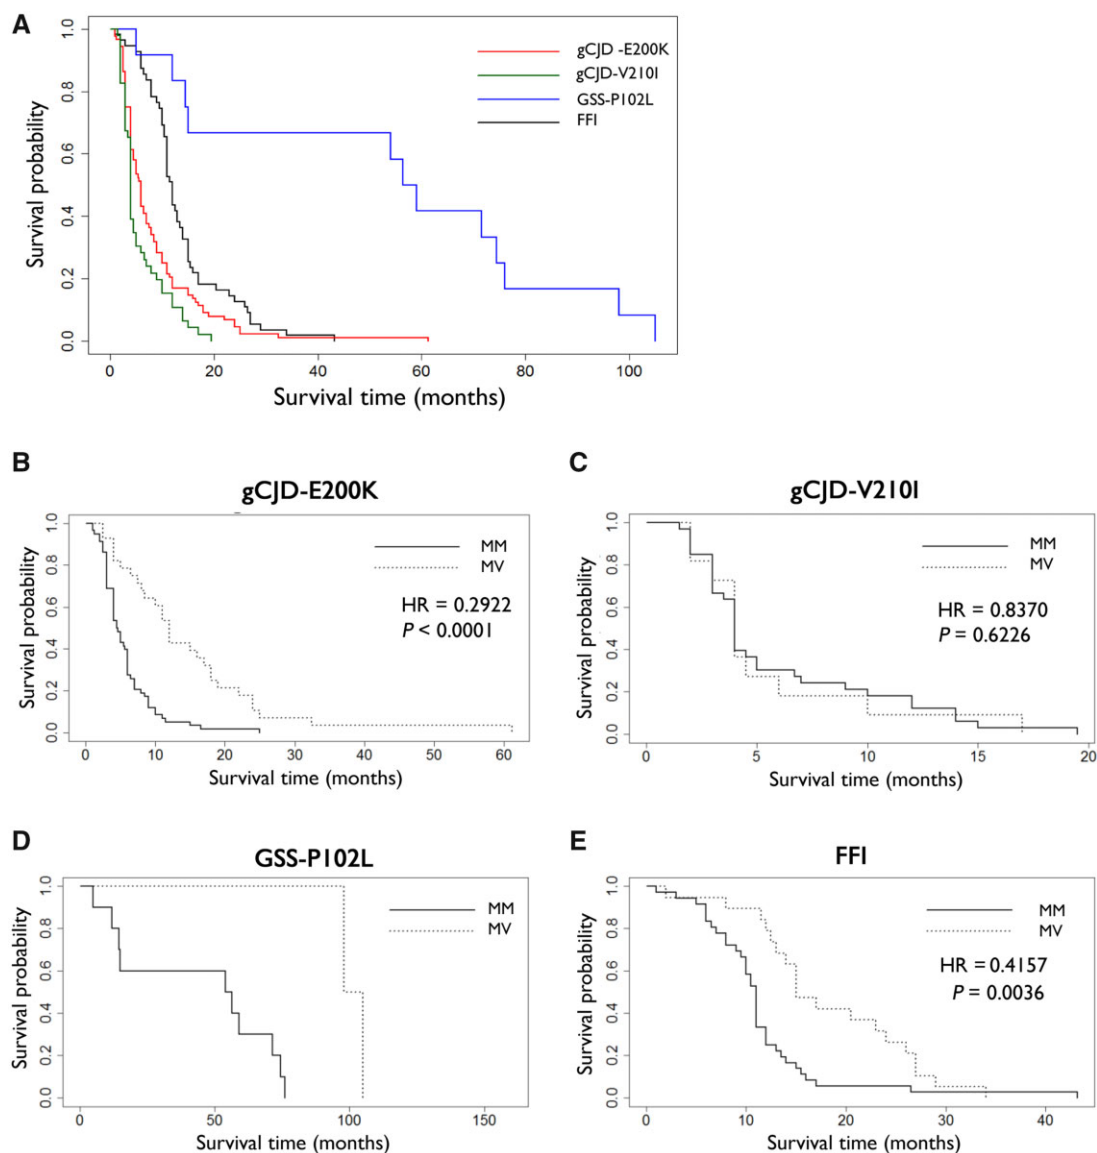 A
gCJD -E200K
gCJD-V210I
GSS-P102L
FFI
Survival probability
1.0
0.8
0.6
0.4
0.2
0.0
0 20 40 60 80 100
Survival time (months)
B
gCJD-E200K
MM
MV
HR = 0.2922
P < 0.0001
Survival probability
1.0
0.8
0.6
0.4
0.2
0.0
0 10 20 30 40 50 60
Survival time (months)
C
gCJD-V210I
MM
MV
HR = 0.8370
P = 0.6226
Survival probability
1.0
0.8
0.6
0.4
0.2
0.0
0 5 10 15 20
Survival time (months)
D
GSS-P102L
MM
MV
Survival probability
1.0
0.8
0.6
0.4
0.2
0.0
0 50 100 150
Survival time (months)
E
FFI
MM
MV
HR = 0.4157
P = 0.0036
Survival probability
1.0
0.8
0.6
0.4
0.2
0.0
0 10 20 30 40
Survival time (months)